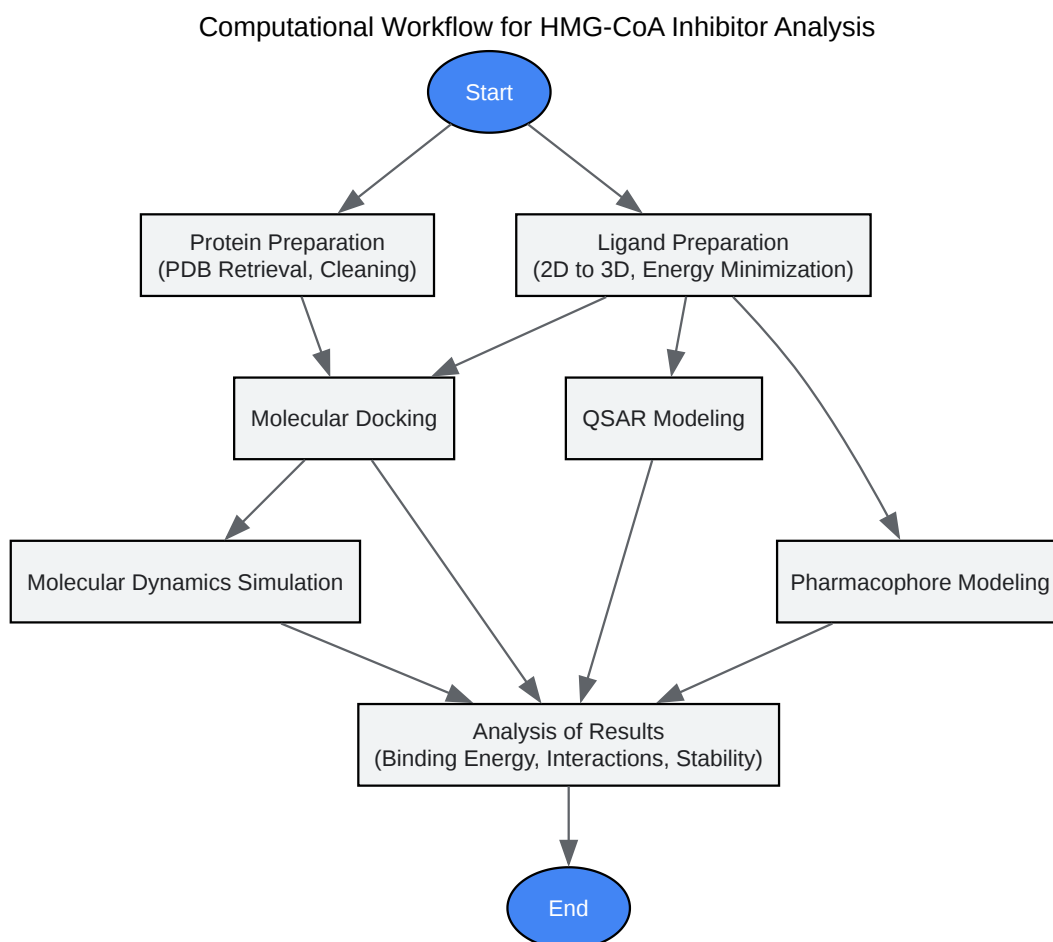 Computational Workflow for HMG-CoA Inhibitor Analysis
Start
Protein Preparation
(PDB Retrieval, Cleaning)
Ligand Preparation
(2D to 3D, Energy Minimization)
Molecular Docking
QSAR Modeling
Molecular Dynamics Simulation
Pharmacophore Modeling
Analysis of Results
(Binding Energy, Interactions, Stability)
End